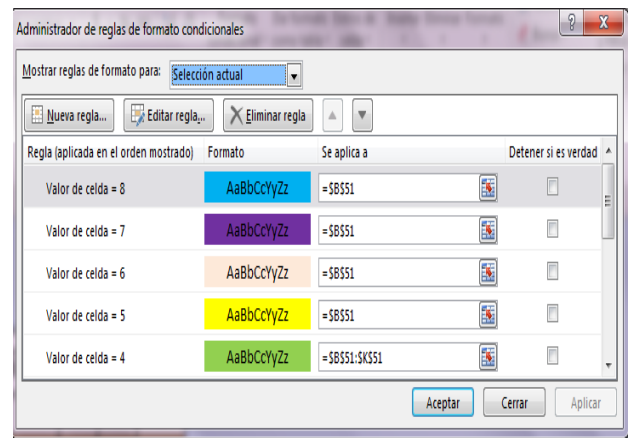 Administrador de reglas de formato condicionales
Mostrar reglas de formato para: Selección actual
Nueva regla... Editar regla... Eliminar regla
Regla (aplicada en el orden mostrado) Formato Se aplica a Detener si es verdad
Valor de celda = 8 AaBbCcYyZz =$B$51
Valor de celda = 7 AaBbCcYyZz =$B$51
Valor de celda = 6 AaBbCcYyZz =$B$51
Valor de celda = 5 AaBbCcYyZz =$B$51
Valor de celda = 4 AaBbCcYyZz =$B$51:$K$51
Aceptar Cerrar Aplicar